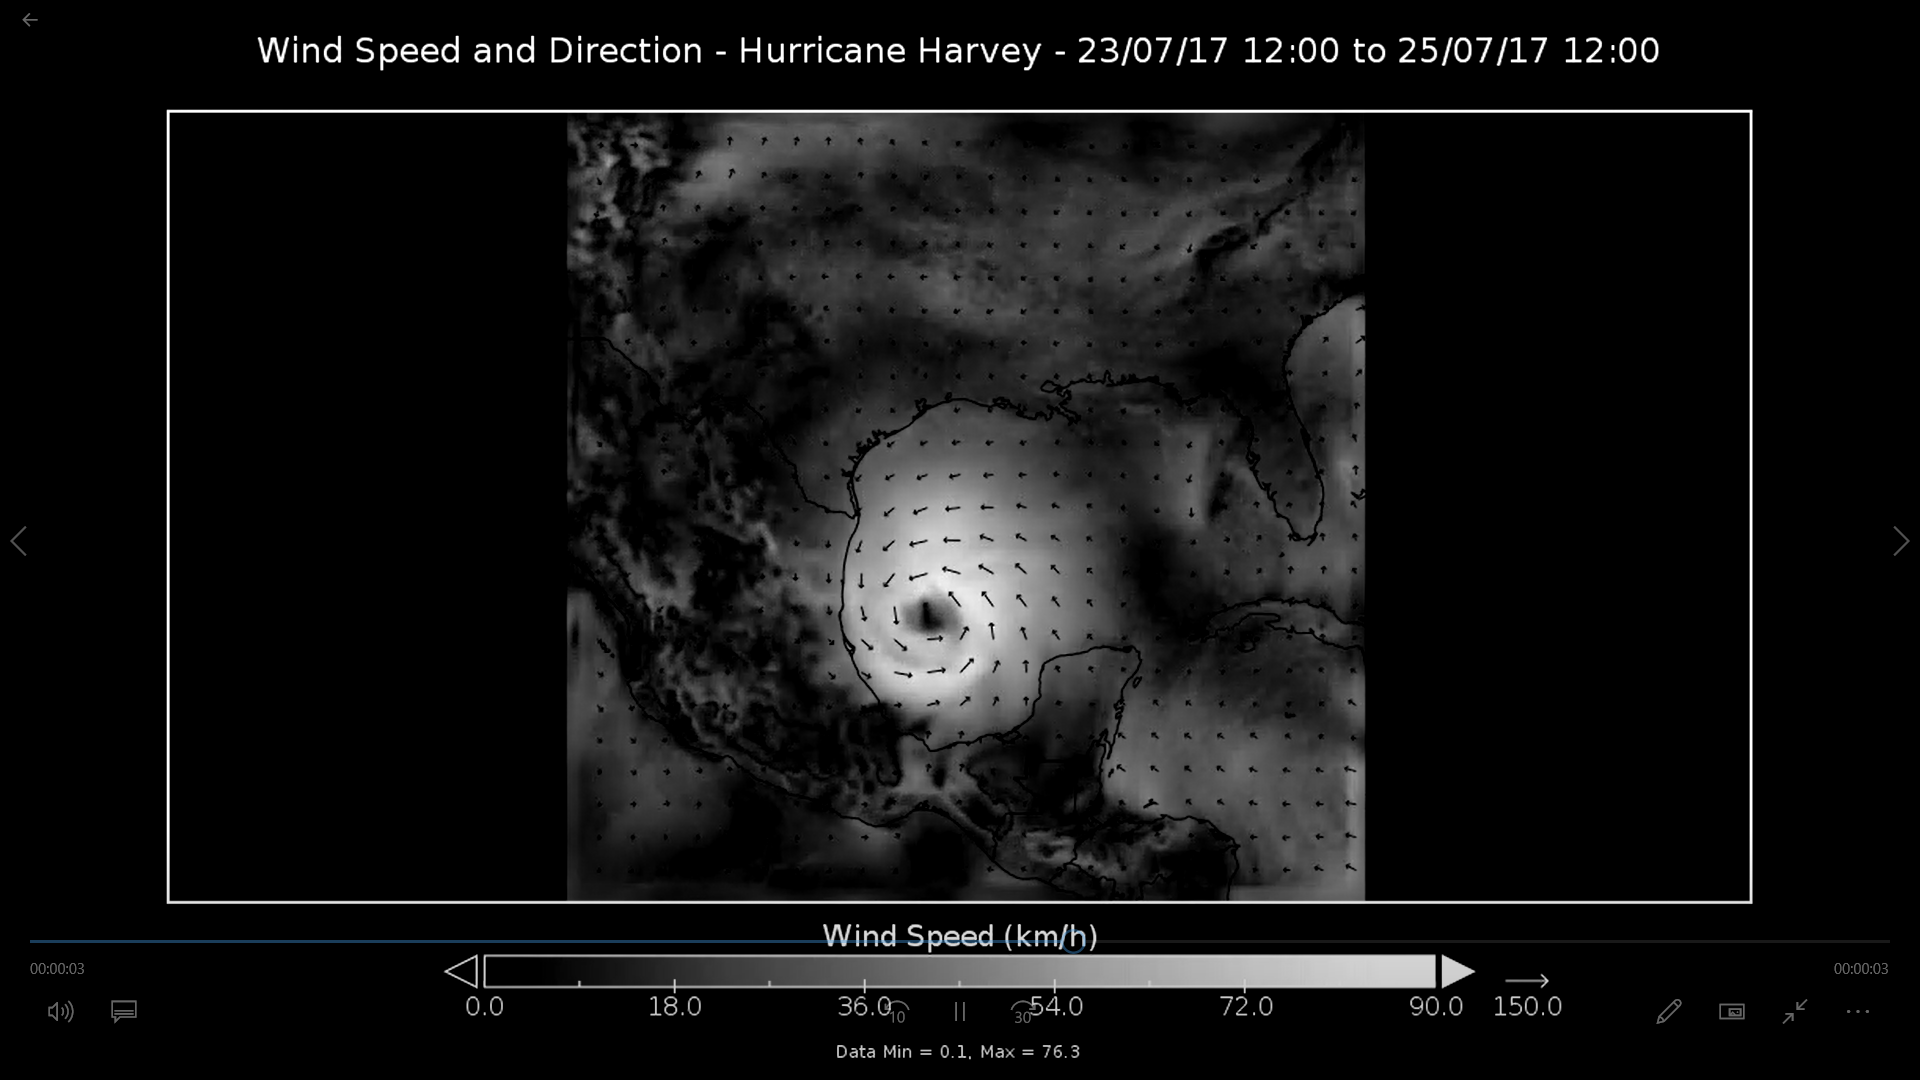 Wind Speed and Direction - Hurricane Harvey - 23/07/17 12:00 to 25/07/17 12:00
Wind Speed (km/h)
00:00:03 00:00:03
0.0 18.0 36.0 54.0 72.0 90.0 150.0
10 30
Data Min = 0.1, Max = 76.3